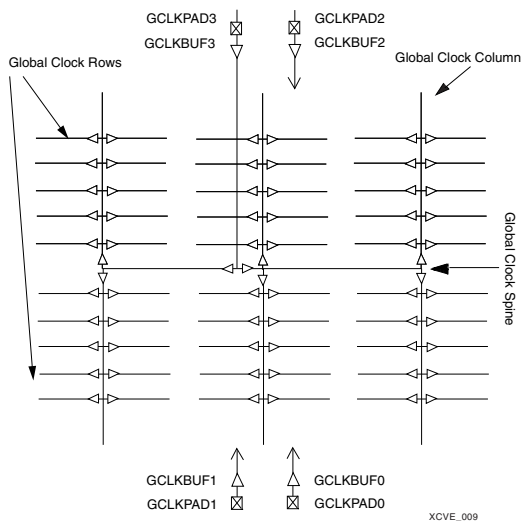 GCLKPAD3 GCLKPAD2
GCLKBUF3 GCLKBUF2
Global Clock Rows
Global Clock Column
Global Clock Spine
GCLKBUF1 GCLKBUF0
GCLKPAD1 GCLKPAD0
XCVE_009